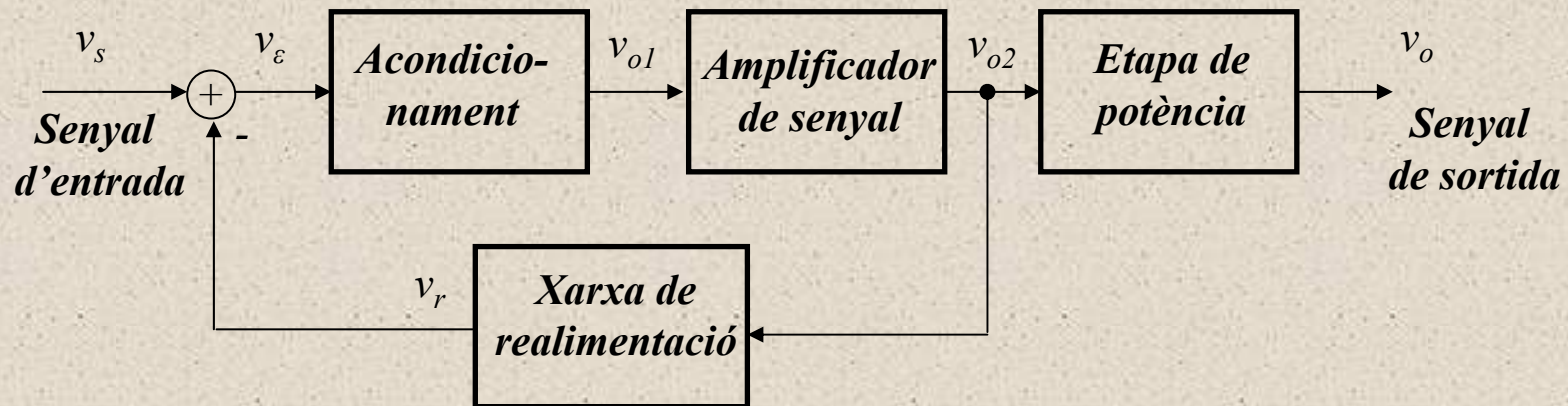 v_s
Senyal
d'entrada
+
-
v_ε
Acondicio-
nament
v_o1
Amplificador
de senyal
v_o2
Etapa de
potència
v_o
Senyal
de sortida
v_r
Xarxa de
realimentació